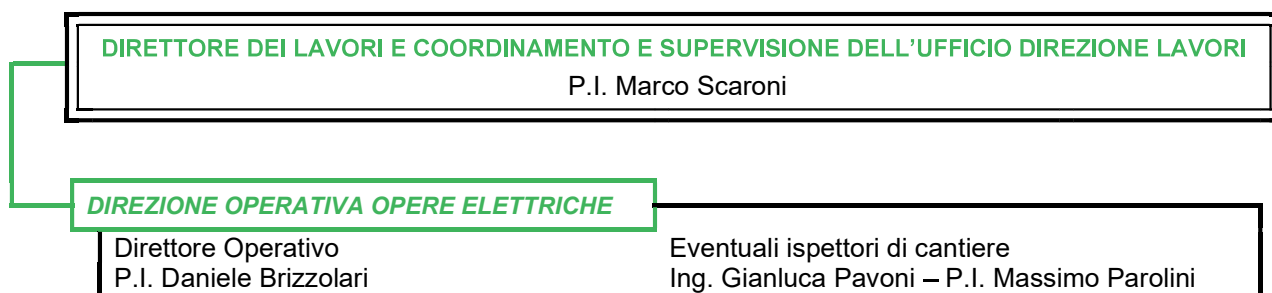 DIRETTORE DEI LAVORI E COORDINAMENTO E SUPERVISIONE DELL'UFFICIO DIREZIONE LAVORI
P.I. Marco Scaroni
DIREZIONE OPERATIVA OPERE ELETTRICHE
Direttore Operativo
P.I. Daniele Brizzolari
Eventuali ispettori di cantiere
Ing. Gianluca Pavoni – P.I. Massimo Parolini